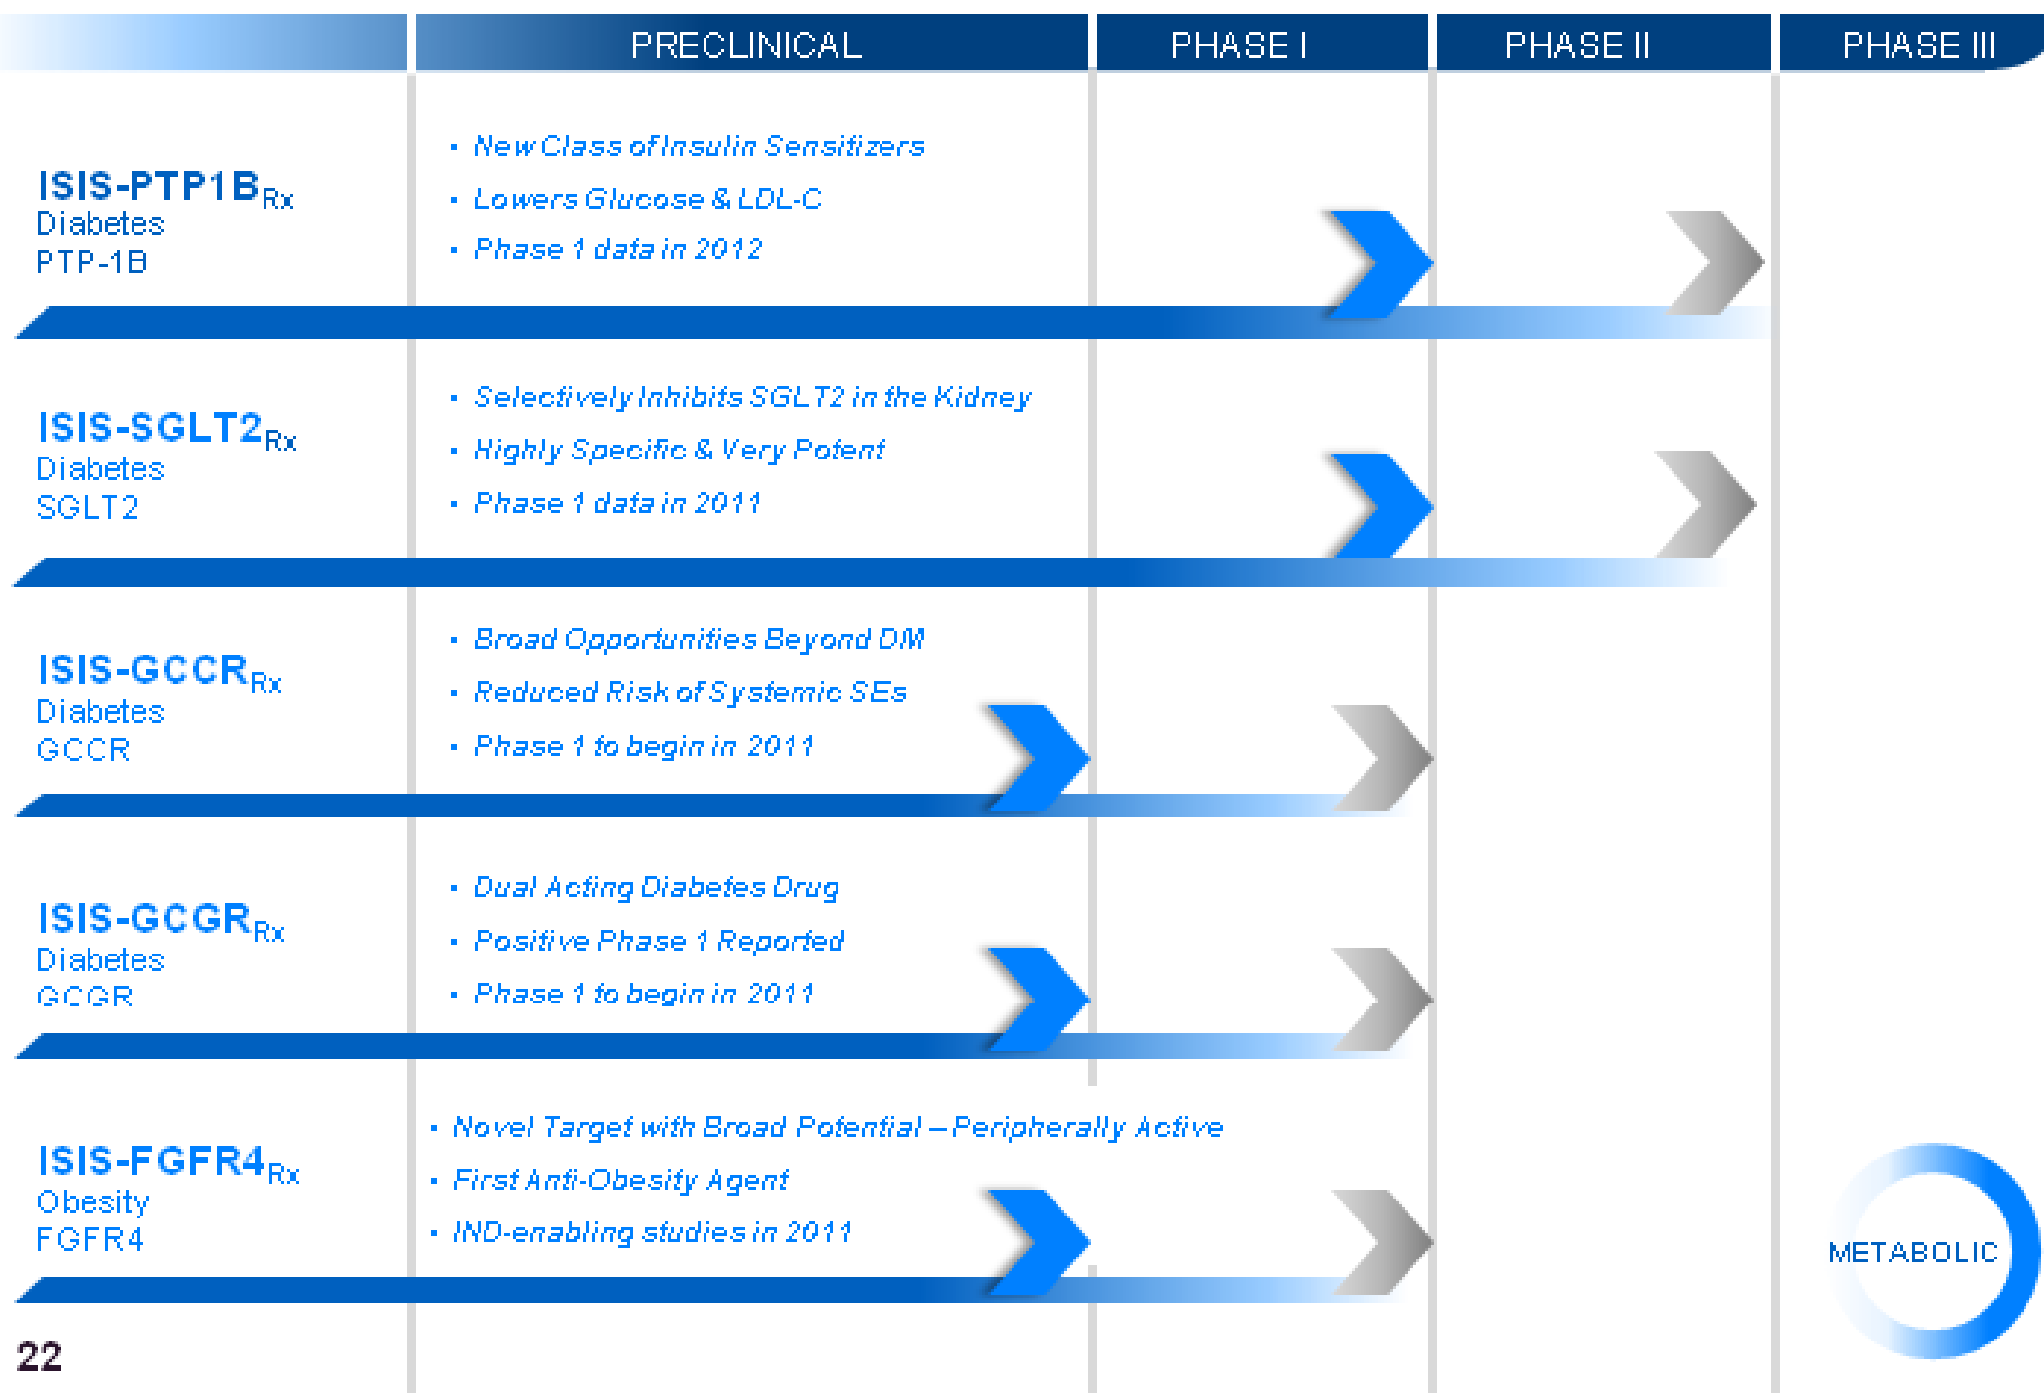 PRECLINICAL PHASE I PHASE II PHASE III
ISIS-PTP1BRx
Diabetes
PTP-1B
▪ New Class of Insulin Sensitizers
▪ Lowers Glucose & LDL-C
▪ Phase 1 data in 2012
ISIS-SGLT2Rx
Diabetes
SGLT2
▪ Selectively Inhibits SGLT2 in the Kidney
▪ Highly Specific & Very Potent
▪ Phase 1 data in 2011
ISIS-GCCRRx
Diabetes
GCCR
▪ Broad Opportunities Beyond DM
▪ Reduced Risk of Systemic SEs
▪ Phase 1 to begin in 2011
ISIS-GCGRRx
Diabetes
GCGR
▪ Dual Acting Diabetes Drug
▪ Positive Phase 1 Reported
▪ Phase 1 to begin in 2011
ISIS-FGFR4Rx
Obesity
FGFR4
▪ Novel Target with Broad Potential – Peripherally Active
▪ First Anti-Obesity Agent
▪ IND-enabling studies in 2011
METABOLIC
22